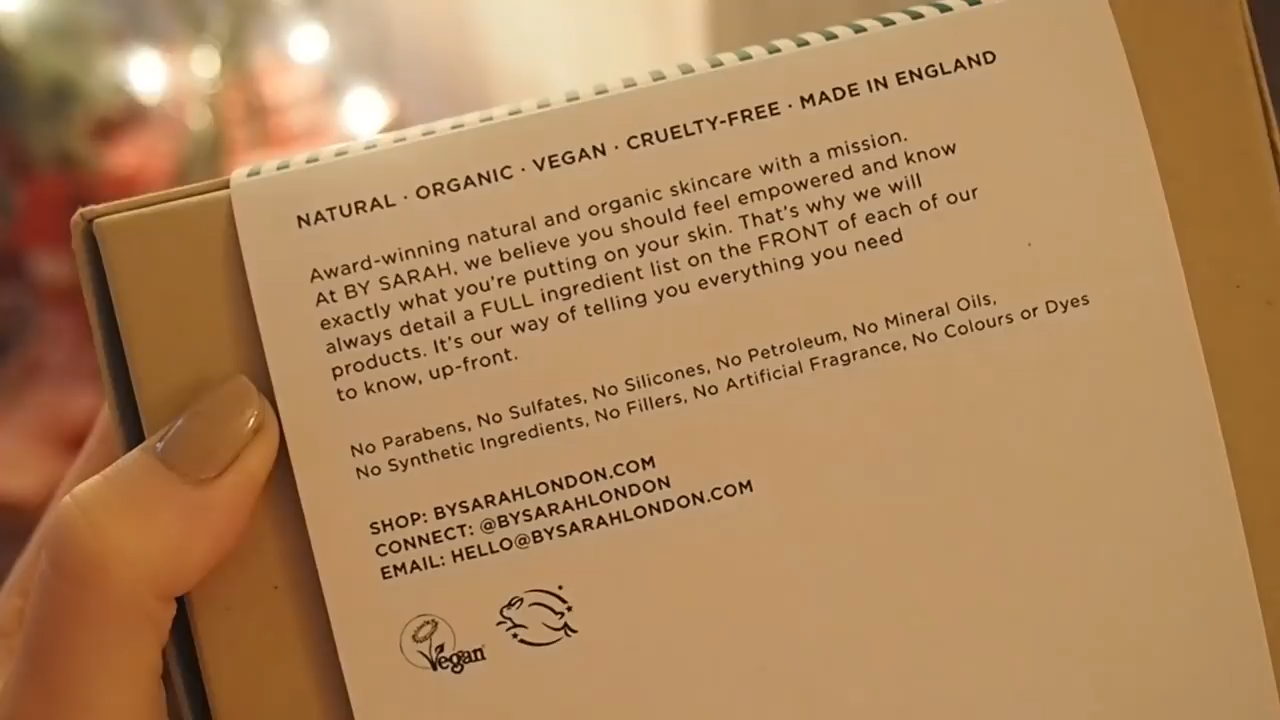 NATURAL · ORGANIC · VEGAN · CRUELTY-FREE · MADE IN ENGLAND
Award-winning natural and organic skincare with a mission.
At BY SARAH, we believe you should feel empowered and know
exactly what you're putting on your skin. That's why we will
always detail a FULL ingredient list on the FRONT of each of our
products. It's our way of telling you everything you need
to know, up-front.
No Parabens, No Sulfates, No Silicones, No Petroleum, No Mineral Oils,
No Synthetic Ingredients, No Fillers, No Artificial Fragrance, No Colours or Dyes
SHOP: BYSARAHLONDON.COM
CONNECT: @BYSARAHLONDON
EMAIL: HELLO@BYSARAHLONDON.COM
Vegan